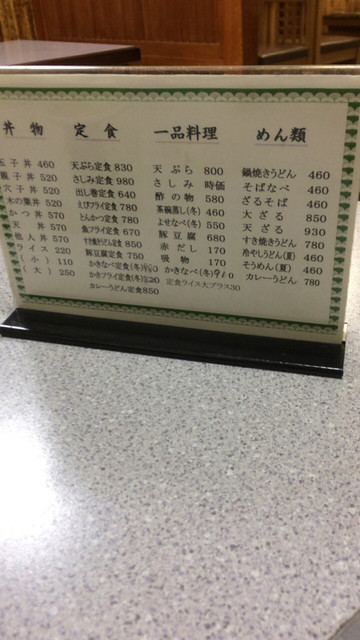 丼物
玉子丼 460
親子丼 520
穴子丼 520
木の葉丼 520
かつ丼 570
天丼 570
他人丼 570
ライス 220
(小) 110
(大) 250
定食
天ぷら定食 830
さしみ定食 980
出し巻定食 640
えびフライ定食 780
とんかつ定食 780
魚フライ定食 670
すき焼だ定食 850
豚豆腐定食 750
かきなべ定食(冬)
かきフライ定食(冬)
カレーうどん定食 850
一品料理
天ぷら 800
さしみ 時価
酢の物 580
茶碗蒸し(冬) 460
よせなべ(冬) 550
豚豆腐 680
赤だし 170
吸物 170
かきなべ(冬) 910
定食ライス大プラス30
めん類
鍋焼きうどん 460
そばなべ 460
ざるそば 460
大ざる 850
天ざる 930
すき焼きうどん 780
冷やしうどん(夏) 460
そうめん(夏) 460
カレーうどん 780